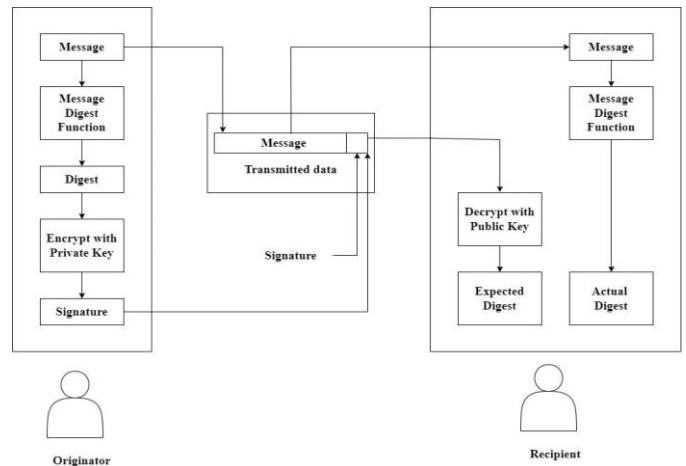 Message
Message
Digest
Function
Digest
Encrypt with
Private Key
Signature
Message
Transmitted data
Signature
Message
Message
Digest
Function
Decrypt with
Public Key
Expected
Digest
Actual
Digest
Originator
Recipient